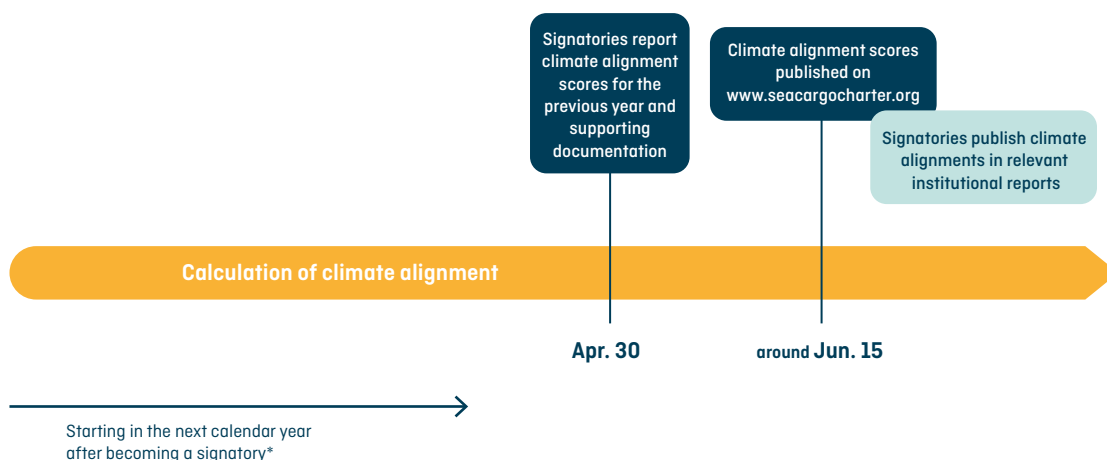 Signatories report
climate alignment
scores for the
previous year and
supporting
documentation
Climate alignment scores
published on
www.seacargocharter.org
Signatories publish climate
alignments in relevant
institutional reports
Calculation of climate alignment
Apr. 30
around Jun. 15
Starting in the next calendar year
after becoming a signatory*